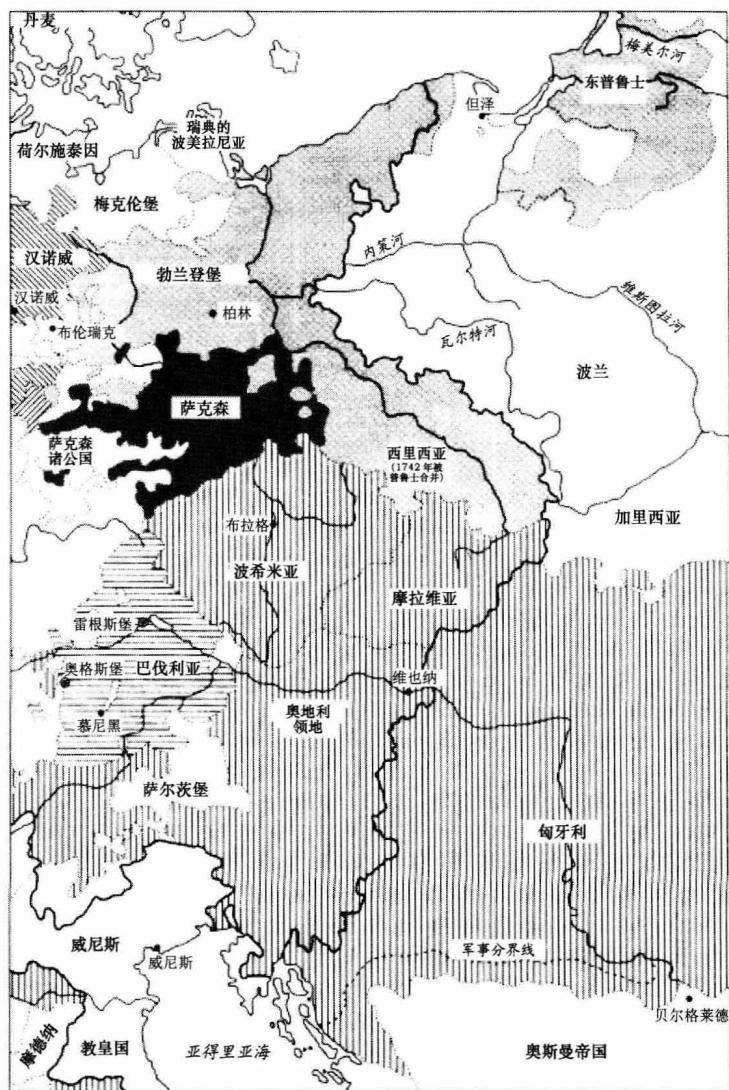 丹麦
梅美尔河
东普鲁士
但泽
瑞典的
波美拉尼亚
荷尔施泰因
梅克伦堡
汉诺威
内策河
勃兰登堡
汉诺威
维斯图拉河
柏林
布伦瑞克
瓦尔特河
波兰
萨克森
萨克森
诸公国
西里西亚
(1742年被
普鲁士合并)
加里西亚
布拉格
波希米亚
摩拉维亚
雷根斯堡
奥格斯堡
巴伐利亚
维也纳
慕尼黑
奥地利
领地
萨尔茨堡
匈牙利
威尼斯
威尼斯
军事分界线
贝尔格莱德
摩德纳
教皇国
亚得里亚海
奥斯曼帝国